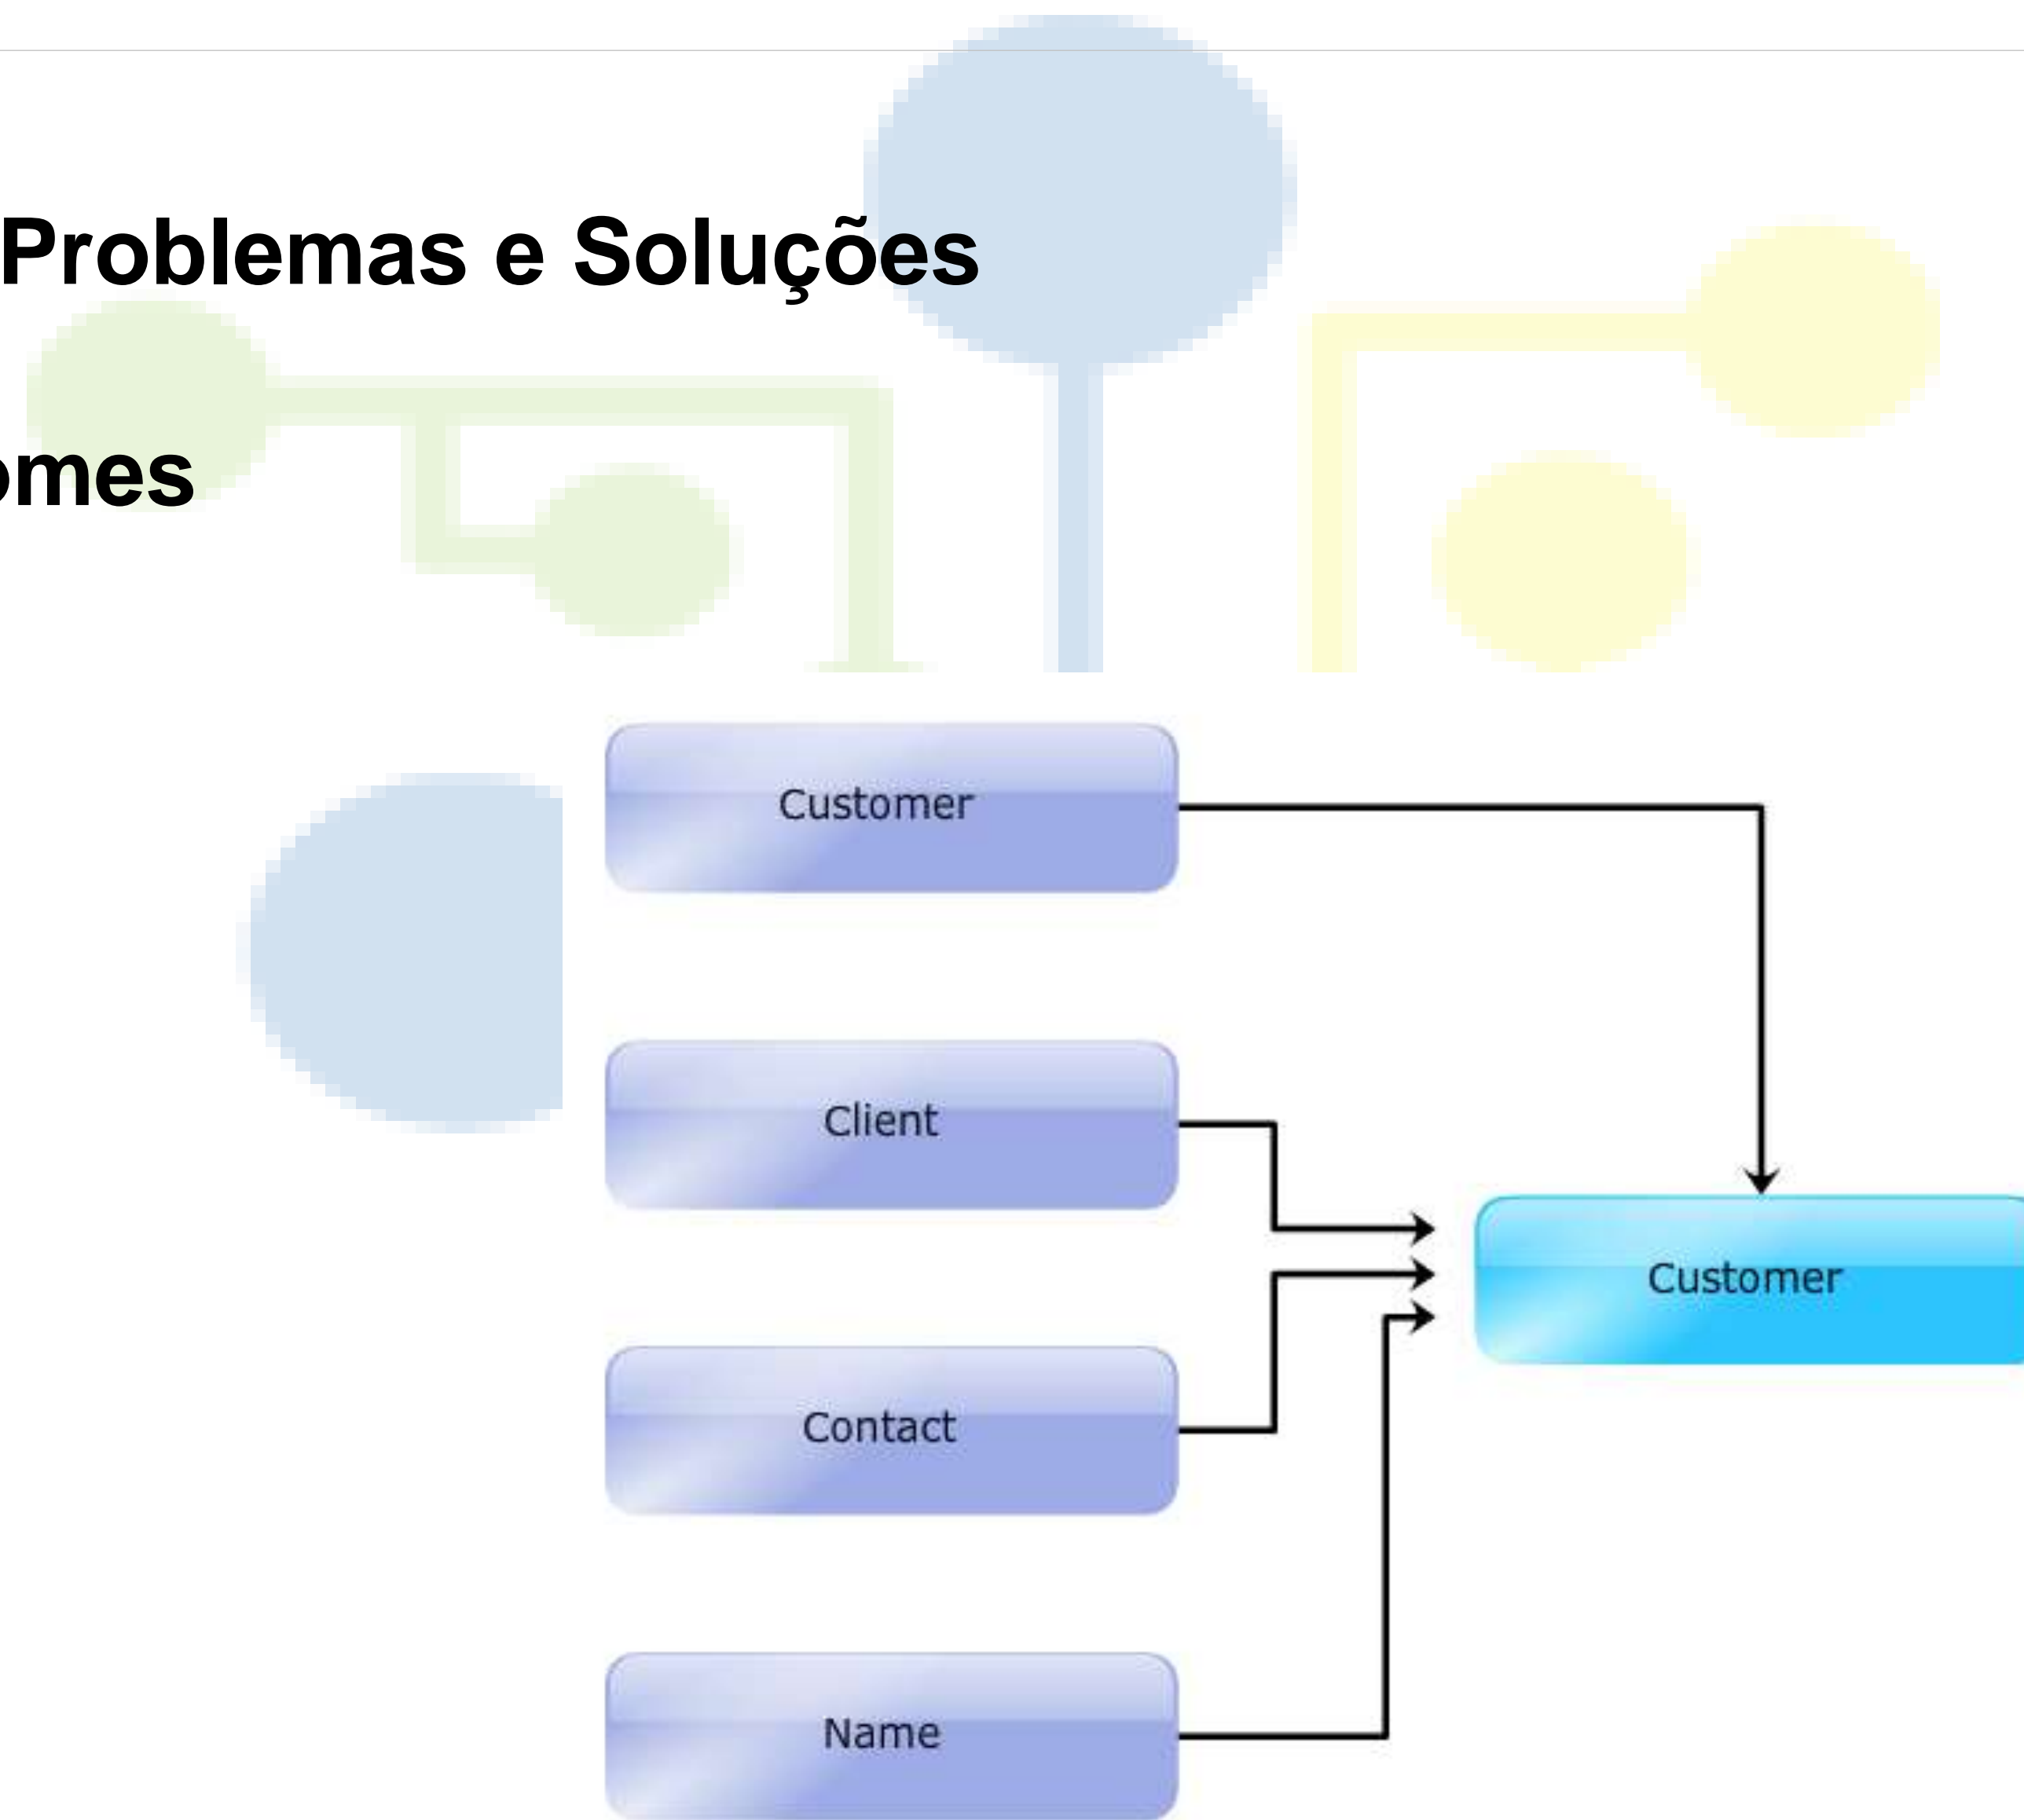 Problemas e Soluções
omes
Customer
Client
Customer
Contact
Name